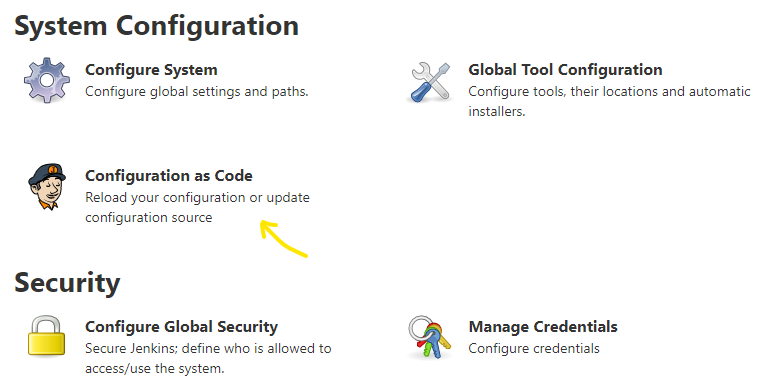 System Configuration
Configure System
Configure global settings and paths.
Global Tool Configuration
Configure tools, their locations and automatic
installers.
Configuration as Code
Reload your configuration or update
configuration source
Security
Configure Global Security
Secure Jenkins; define who is allowed to
access/use the system.
Manage Credentials
Configure credentials